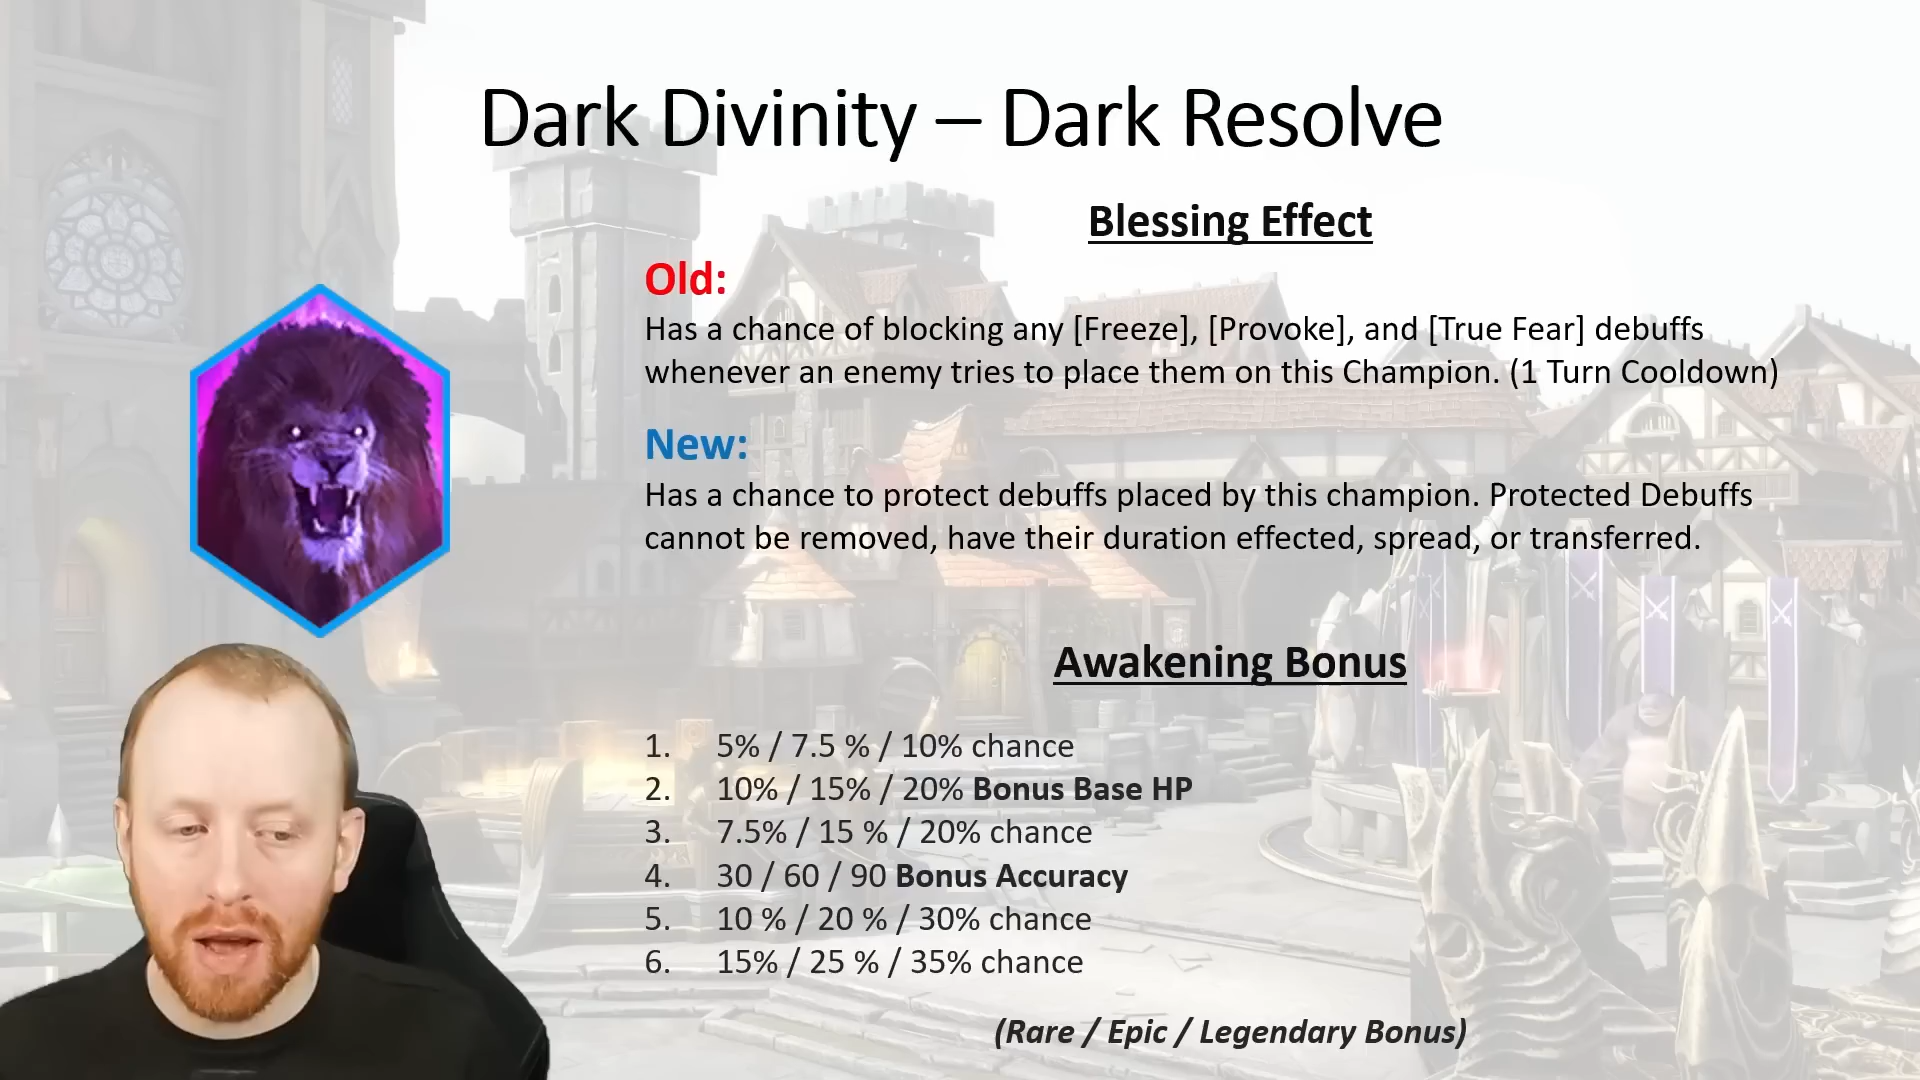 Dark Divinity – Dark Resolve
Blessing Effect
Old:
Has a chance of blocking any [Freeze], [Provoke], and [True Fear] debuffs
whenever an enemy tries to place them on this Champion. (1 Turn Cooldown)
New:
Has a chance to protect debuffs placed by this champion. Protected Debuffs
cannot be removed, have their duration effected, spread, or transferred.
Awakening Bonus
1. 5% / 7.5 % / 10% chance
2. 10% / 15% / 20% Bonus Base HP
3. 7.5% / 15 % / 20% chance
4. 30 / 60 / 90 Bonus Accuracy
5. 10 % / 20 % / 30% chance
6. 15% / 25 % / 35% chance
(Rare / Epic / Legendary Bonus)